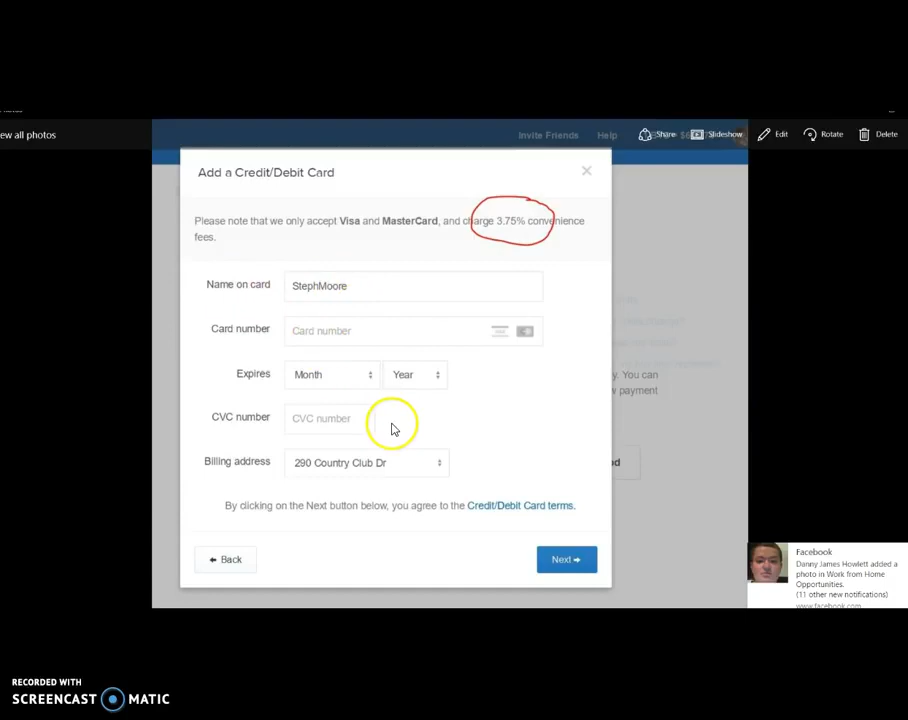 ew all photos
Invite Friends Help
Share Slideshow Edit Rotate Delete
Add a Credit/Debit Card
Please note that we only accept Visa and MasterCard, and charge 3.75% convenience
fees.
Name on card StephMoore
Card number Card number
Expires Month Year
y. You can
payment
CVC number CVC number
Billing address 290 Country Club Dr
By clicking on the Next button below, you agree to the Credit/Debit Card terms.
Back Next
Facebook
Danny James Howlett added a
photo in Work from Home
Opportunities.
(11 other new notifications)
www.facebook.com
RECORDED WITH
SCREENCAST MATIC